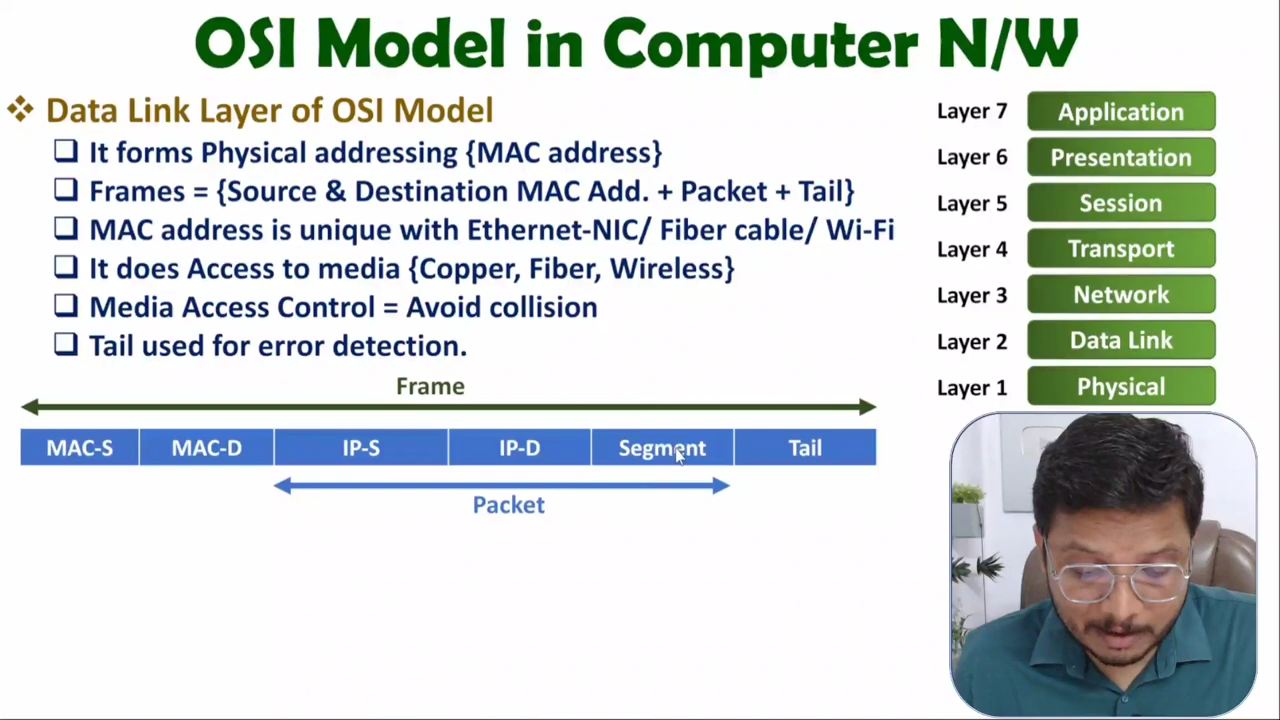 OSI Model in Computer N/W
❖ Data Link Layer of OSI Model
❑ It forms Physical addressing {MAC address}
❑ Frames = {Source & Destination MAC Add. + Packet + Tail}
❑ MAC address is unique with Ethernet-NIC/ Fiber cable/ Wi-Fi
❑ It does Access to media {Copper, Fiber, Wireless}
❑ Media Access Control = Avoid collision
❑ Tail used for error detection.
Frame
MAC-S MAC-D IP-S IP-D Segment Tail
Packet
Layer 7 Application
Layer 6 Presentation
Layer 5 Session
Layer 4 Transport
Layer 3 Network
Layer 2 Data Link
Layer 1 Physical